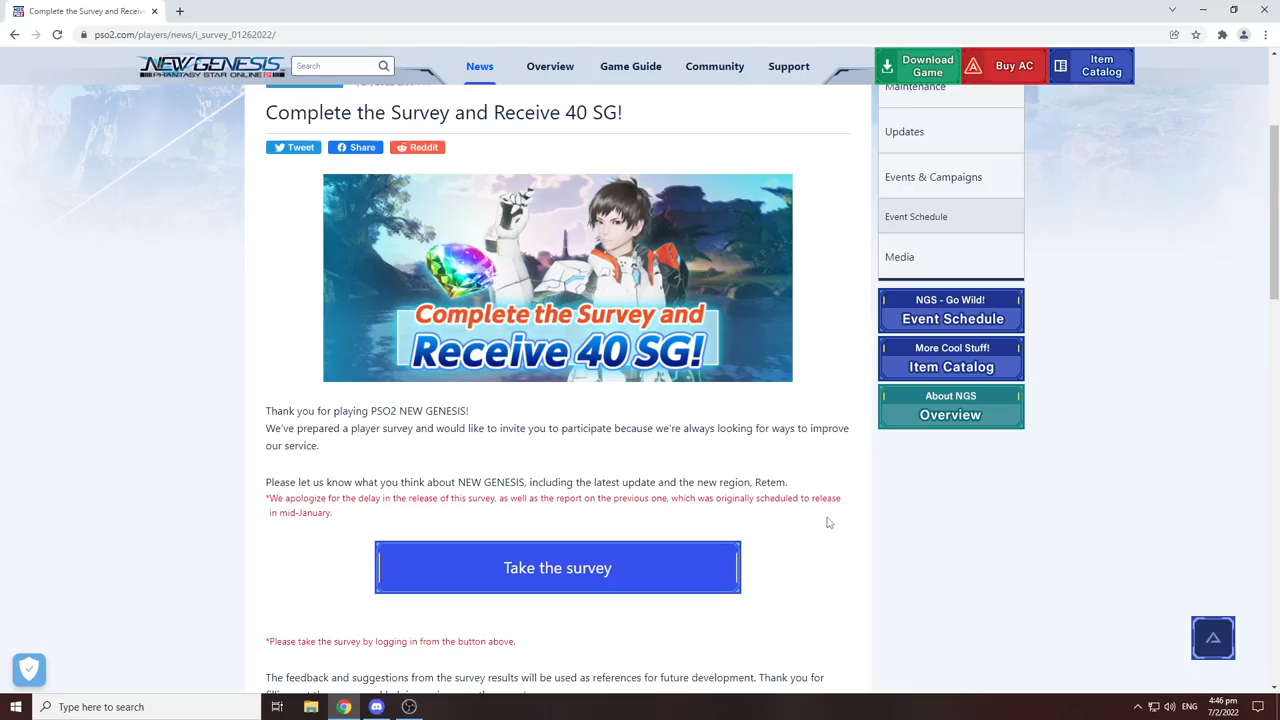 Complete the Survey and Receive
pso2.com/players/news/i_survey_01262022/
NEW GENESIS
PHANTASY STAR ONLINE 2
Search
News
Overview
Game Guide
Community
Support
Download
Game
Buy AC
Item
Catalog
Complete the Survey and Receive 40 SG!
Tweet
Share
Reddit
Complete the Survey and
Receive 40 SG!
Thank you for playing PSO2 NEW GENESIS!
We've prepared a player survey and would like to invite you to participate because we're always looking for ways to improve
our service.
Please let us know what you think about NEW GENESIS, including the latest update and the new region, Retem.
*We apologize for the delay in the release of this survey, as well as the report on the previous one, which was originally scheduled to release
in mid-January.
Take the survey
*Please take the survey by logging in from the button above.
The feedback and suggestions from the survey results will be used as references for future development. Thank you for
Maintenance
Updates
Events & Campaigns
Event Schedule
Media
NGS - Go Wild!
Event Schedule
More Cool Stuff!
Item Catalog
About NGS
Overview
Type here to search
4:46 pm
7/2/2022